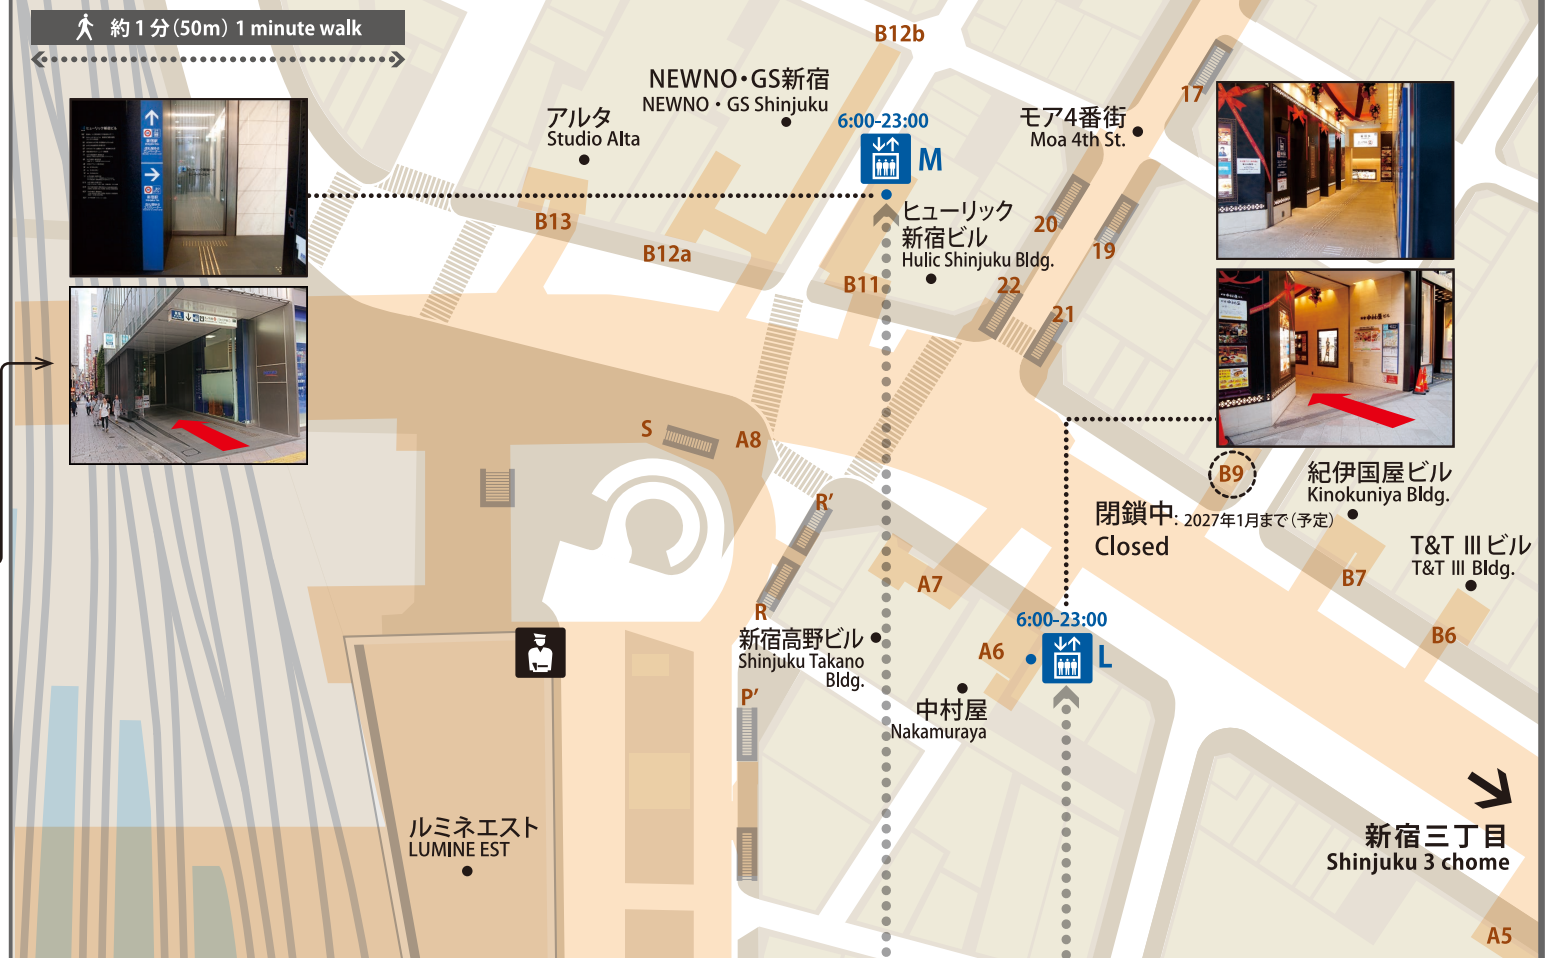 約1分(50m) 1 minute walk
B12b
NEWNO・GS新宿
NEWNO・GS Shinjuku
アルタ
Studio Alta
6:00-23:00
M
モア4番街
Moa 4th St.
17
B13
B12a
B11
ヒューリック
新宿ビル
Hulic Shinjuku Bldg.
20
19
22
21
S
A8
R’
R
B9
紀伊国屋ビル
Kinokuniya Bldg.
閉鎖中: 2027年1月まで(予定)
Closed
T&T IIIビル
T&T III Bldg.
B7
B6
A7
6:00-23:00
L
A6
新宿高野ビル
Shinjuku Takano
Bldg.
P’
中村屋
Nakamuraya
ルミネエスト
LUMINE EST
新宿三丁目
Shinjuku 3 chome
A5